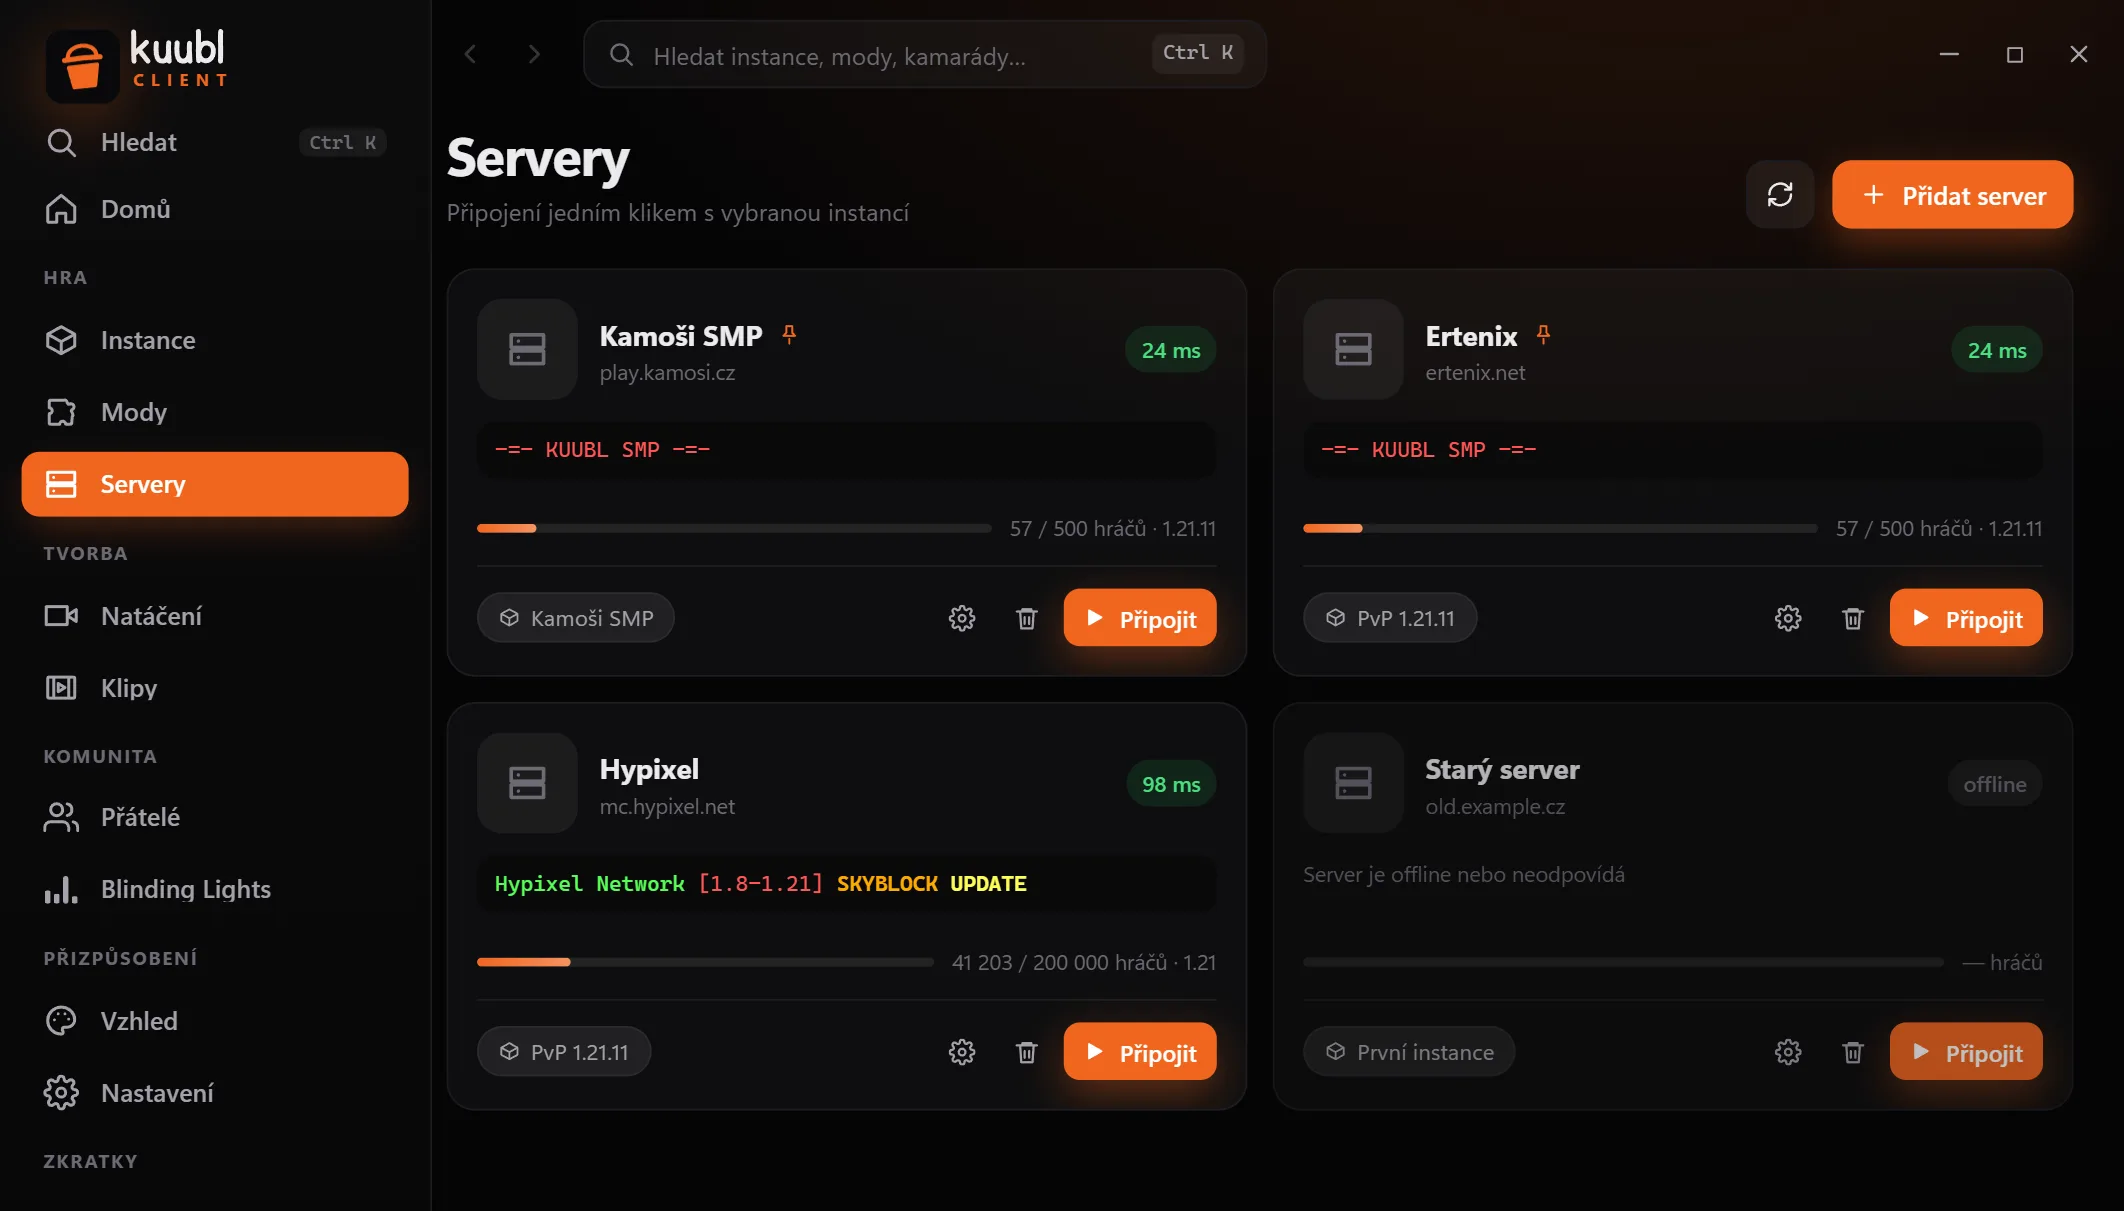 kuubl
CLIENT
Hledat Ctrl K
Domů
HRA
Instance
Mody
Servery
TVORBA
Natáčení
Klipy
KOMUNITA
Přátelé
Blinding Lights
PŘIZPŮSOBENÍ
Vzhled
Nastavení
ZKRATKY
Hledat instance, mody, kamarády... Ctrl K
Servery
Připojení jedním klikem s vybranou instancí
+ Přidat server
Kamoši SMP
play.kamosi.cz
24 ms
-=- KUUBL SMP -=-
57 / 500 hráčů · 1.21.11
Kamoši SMP
Připojit
Ertenix
ertenix.net
24 ms
-=- KUUBL SMP -=-
57 / 500 hráčů · 1.21.11
PvP 1.21.11
Připojit
Hypixel
mc.hypixel.net
98 ms
Hypixel Network [1.8-1.21] SKYBLOCK UPDATE
41 203 / 200 000 hráčů · 1.21
PvP 1.21.11
Připojit
Starý server
old.example.cz
offline
Server je offline nebo neodpovídá
— hráčů
První instance
Připojit